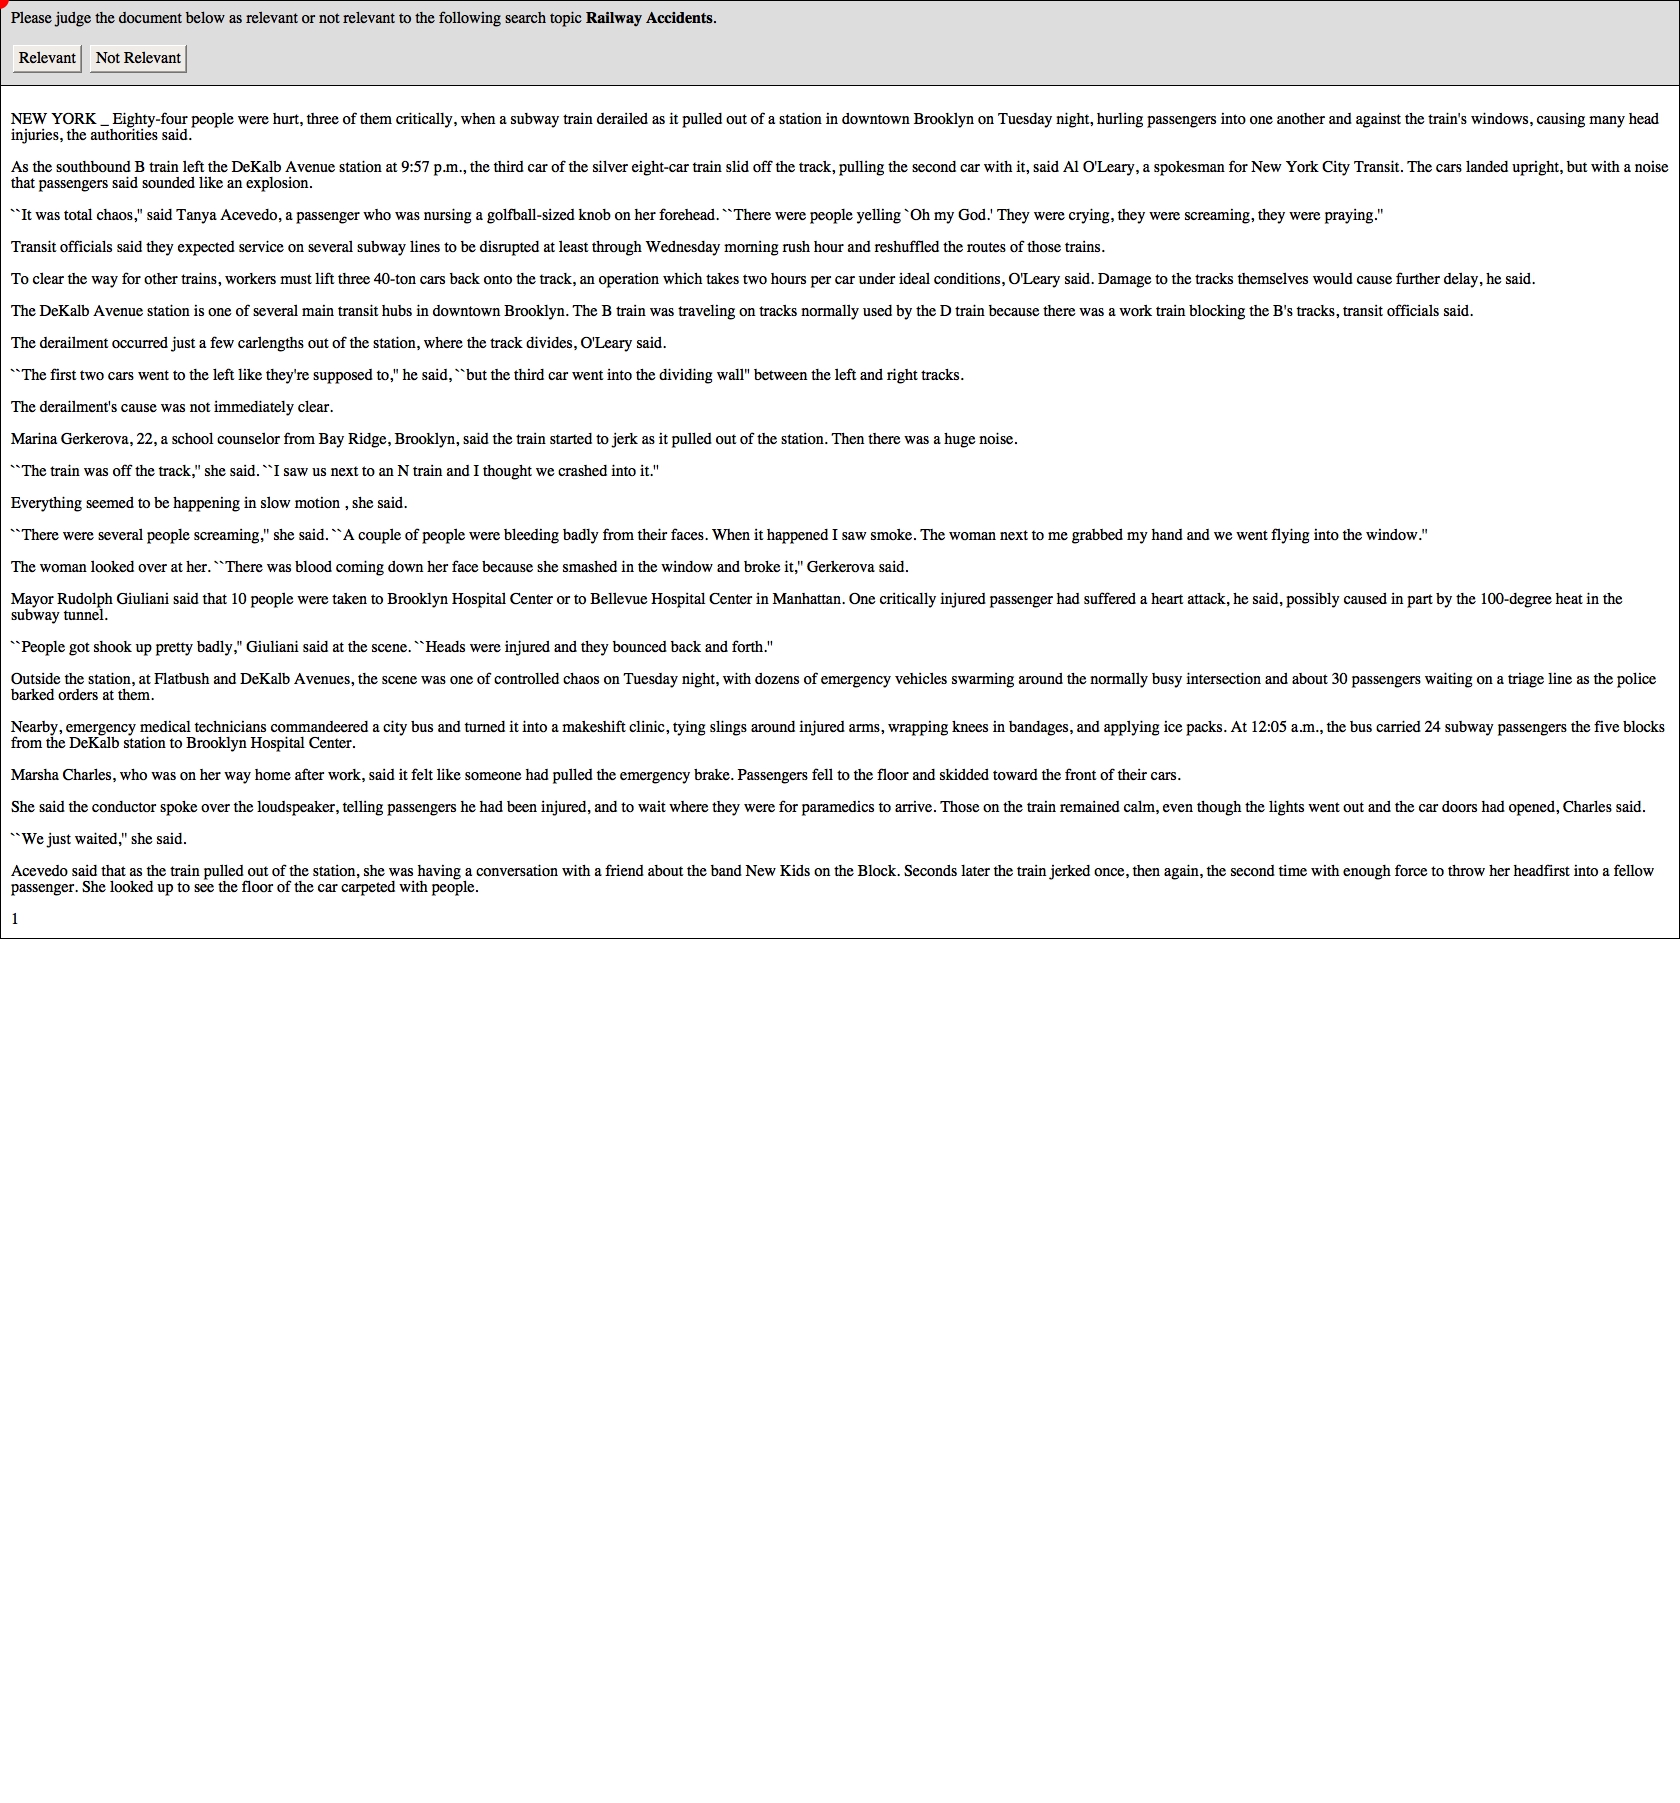 Please judge the document below as relevant or not relevant to the following search topic Railway Accidents.
Relevant Not Relevant
NEW YORK _ Eighty-four people were hurt, three of them critically, when a subway train derailed as it pulled out of a station in downtown Brooklyn on Tuesday night, hurling passengers into one another and against the train's windows, causing many head
injuries, the authorities said.
As the southbound B train left the DeKalb Avenue station at 9:57 p.m., the third car of the silver eight-car train slid off the track, pulling the second car with it, said Al O'Leary, a spokesman for New York City Transit. The cars landed upright, but with a noise
that passengers said sounded like an explosion.
``It was total chaos,'' said Tanya Acevedo, a passenger who was nursing a golfball-sized knob on her forehead. ``There were people yelling `Oh my God.' They were crying, they were screaming, they were praying.''
Transit officials said they expected service on several subway lines to be disrupted at least through Wednesday morning rush hour and reshuffled the routes of those trains.
To clear the way for other trains, workers must lift three 40-ton cars back onto the track, an operation which takes two hours per car under ideal conditions, O'Leary said. Damage to the tracks themselves would cause further delay, he said.
The DeKalb Avenue station is one of several main transit hubs in downtown Brooklyn. The B train was traveling on tracks normally used by the D train because there was a work train blocking the B's tracks, transit officials said.
The derailment occurred just a few carlengths out of the station, where the track divides, O'Leary said.
``The first two cars went to the left like they're supposed to,'' he said, ``but the third car went into the dividing wall'' between the left and right tracks.
The derailment's cause was not immediately clear.
Marina Gerkerova, 22, a school counselor from Bay Ridge, Brooklyn, said the train started to jerk as it pulled out of the station. Then there was a huge noise.
``The train was off the track,'' she said. ``I saw us next to an N train and I thought we crashed into it.''
Everything seemed to be happening in slow motion , she said.
``There were several people screaming,'' she said. ``A couple of people were bleeding badly from their faces. When it happened I saw smoke. The woman next to me grabbed my hand and we went flying into the window.''
The woman looked over at her. ``There was blood coming down her face because she smashed in the window and broke it,'' Gerkerova said.
Mayor Rudolph Giuliani said that 10 people were taken to Brooklyn Hospital Center or to Bellevue Hospital Center in Manhattan. One critically injured passenger had suffered a heart attack, he said, possibly caused in part by the 100-degree heat in the
subway tunnel.
``People got shook up pretty badly,'' Giuliani said at the scene. ``Heads were injured and they bounced back and forth.''
Outside the station, at Flatbush and DeKalb Avenues, the scene was one of controlled chaos on Tuesday night, with dozens of emergency vehicles swarming around the normally busy intersection and about 30 passengers waiting on a triage line as the police
barked orders at them.
Nearby, emergency medical technicians commandeered a city bus and turned it into a makeshift clinic, tying slings around injured arms, wrapping knees in bandages, and applying ice packs. At 12:05 a.m., the bus carried 24 subway passengers the five blocks
from the DeKalb station to Brooklyn Hospital Center.
Marsha Charles, who was on her way home after work, said it felt like someone had pulled the emergency brake. Passengers fell to the floor and skidded toward the front of their cars.
She said the conductor spoke over the loudspeaker, telling passengers he had been injured, and to wait where they were for paramedics to arrive. Those on the train remained calm, even though the lights went out and the car doors had opened, Charles said.
``We just waited,'' she said.
Acevedo said that as the train pulled out of the station, she was having a conversation with a friend about the band New Kids on the Block. Seconds later the train jerked once, then again, the second time with enough force to throw her headfirst into a fellow
passenger. She looked up to see the floor of the car carpeted with people.
1